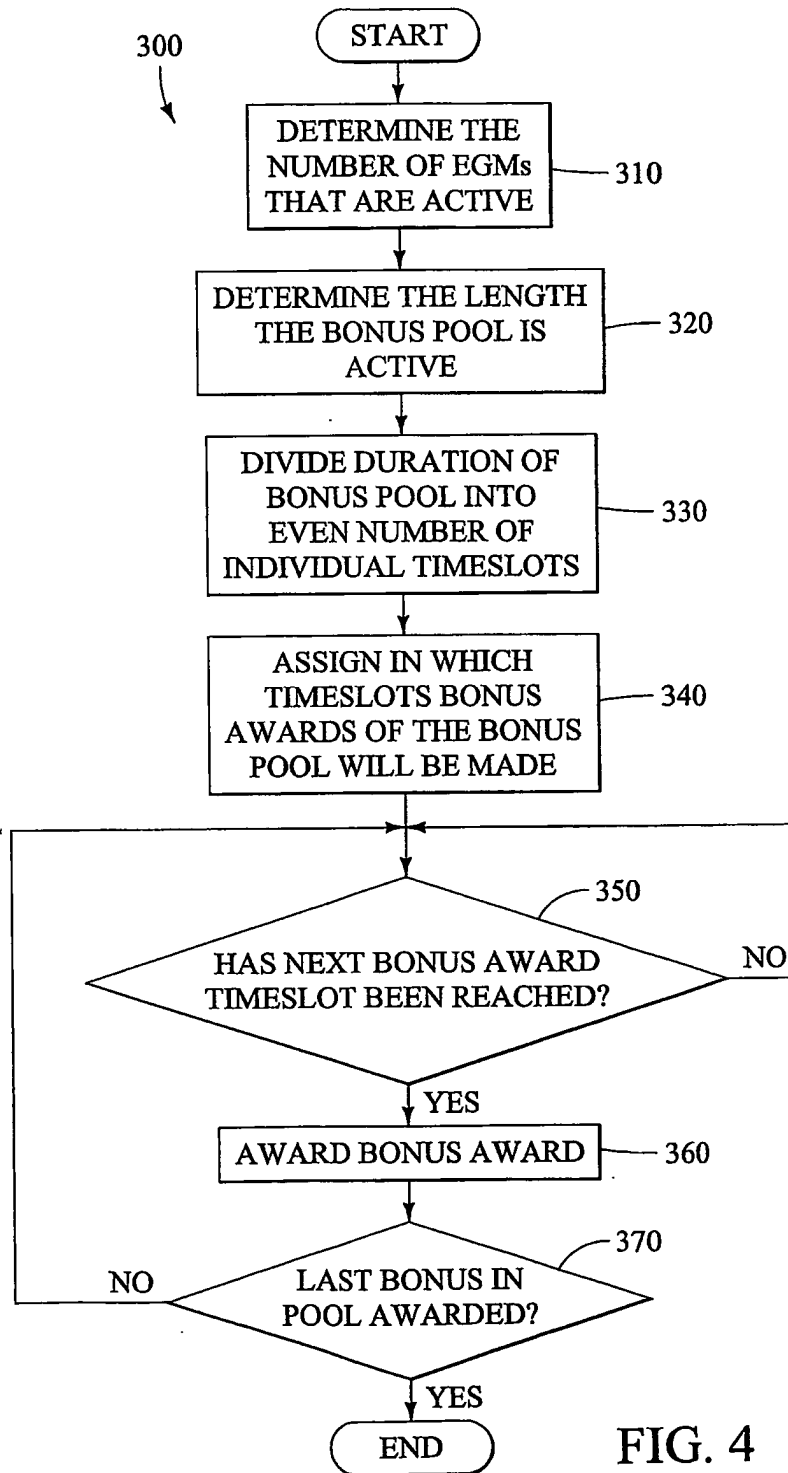 START
300
DETERMINE THE
NUMBER OF EGMs
THAT ARE ACTIVE
310
DETERMINE THE LENGTH
THE BONUS POOL IS
ACTIVE
320
DIVIDE DURATION OF
BONUS POOL INTO
EVEN NUMBER OF
INDIVIDUAL TIMESLOTS
330
ASSIGN IN WHICH
TIMESLOTS BONUS
AWARDS OF THE BONUS
POOL WILL BE MADE
340
350
HAS NEXT BONUS AWARD
TIMESLOT BEEN REACHED?
NO
YES
AWARD BONUS AWARD
360
370
NO
LAST BONUS IN
POOL AWARDED?
YES
END
FIG. 4